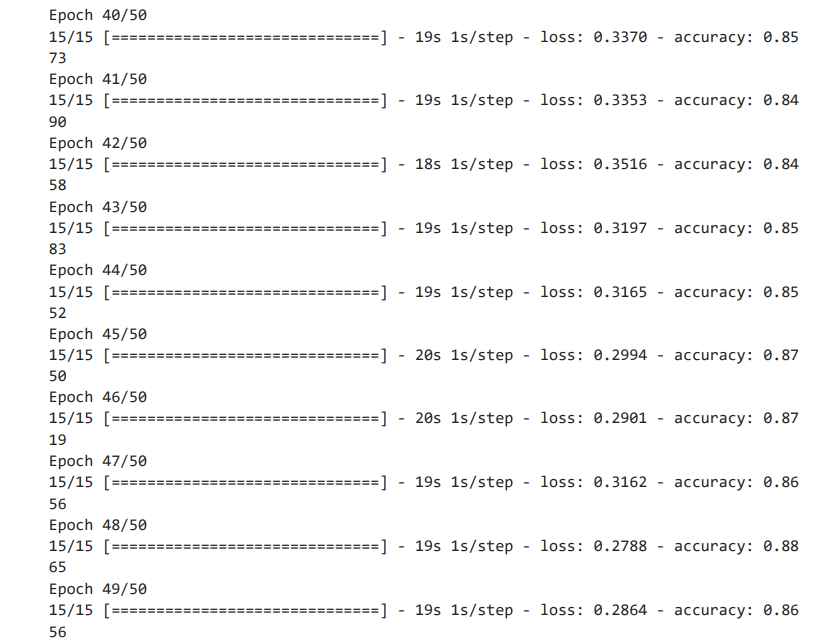 Epoch 40/50
15/15 [==============================] - 19s 1s/step - loss: 0.3370 - accuracy: 0.85
73
Epoch 41/50
15/15 [==============================] - 19s 1s/step - loss: 0.3353 - accuracy: 0.84
90
Epoch 42/50
15/15 [==============================] - 18s 1s/step - loss: 0.3516 - accuracy: 0.84
58
Epoch 43/50
15/15 [==============================] - 19s 1s/step - loss: 0.3197 - accuracy: 0.85
83
Epoch 44/50
15/15 [==============================] - 19s 1s/step - loss: 0.3165 - accuracy: 0.85
52
Epoch 45/50
15/15 [==============================] - 20s 1s/step - loss: 0.2994 - accuracy: 0.87
50
Epoch 46/50
15/15 [==============================] - 20s 1s/step - loss: 0.2901 - accuracy: 0.87
19
Epoch 47/50
15/15 [==============================] - 19s 1s/step - loss: 0.3162 - accuracy: 0.86
56
Epoch 48/50
15/15 [==============================] - 19s 1s/step - loss: 0.2788 - accuracy: 0.88
65
Epoch 49/50
15/15 [==============================] - 19s 1s/step - loss: 0.2864 - accuracy: 0.86
56